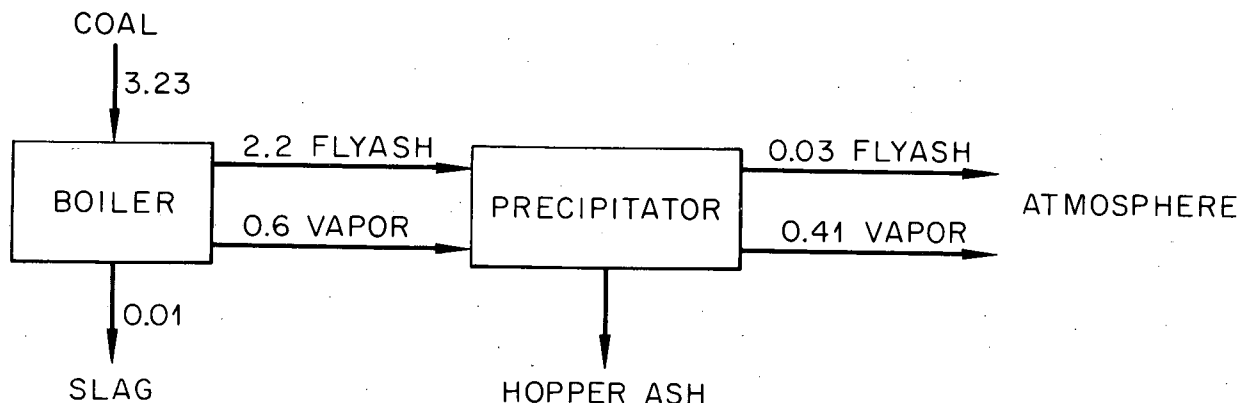 COAL
3.23
2.2 FLYASH
0.03 FLYASH
BOILER
PRECIPITATOR
ATMOSPHERE
0.6 VAPOR
0.41 VAPOR
0.01
SLAG
HOPPER ASH